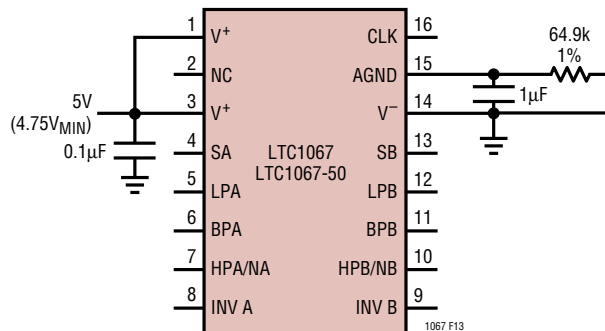 1 V+ CLK 16
2 NC AGND 15
3 V+ V− 14
4 SA SB 13
5 LPA LPB 12
6 BPA BPB 11
7 HPA/NA HPB/NB 10
8 INV A INV B 9
LTC1067
LTC1067-50
5V
(4.75VMIN)
0.1µF
64.9k
1%
1µF
1067 F13